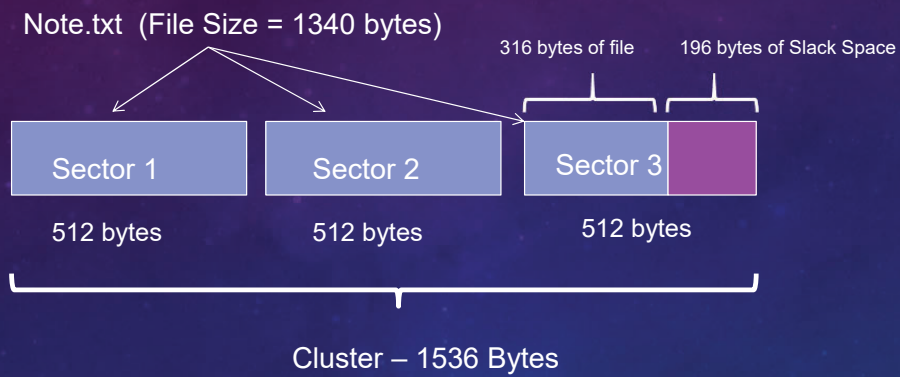 Note.txt (File Size = 1340 bytes)
316 bytes of file
196 bytes of Slack Space
Sector 1
Sector 2
Sector 3
512 bytes
512 bytes
512 bytes
Cluster – 1536 Bytes